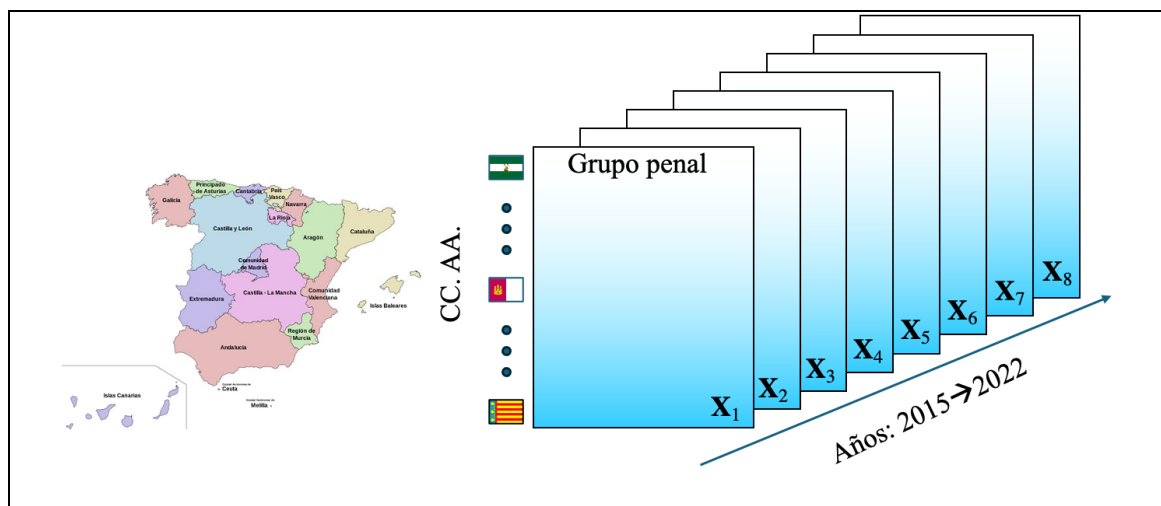 Galicia
Principado
de Asturias
Cantabria
País
Vasco
Navarra
La Rioja
Castilla y León
Aragón
Cataluña
Comunidad
de Madrid
Extremadura
Castilla - La Mancha
Comunidad
Valenciana
Islas Baleares
Región de
Murcia
Andalucía
Ceuta
Melilla
Islas Canarias
CC. AA.
Grupo penal
X1
X2
X3
X4
X5
X6
X7
X8
Años: 2015→2022